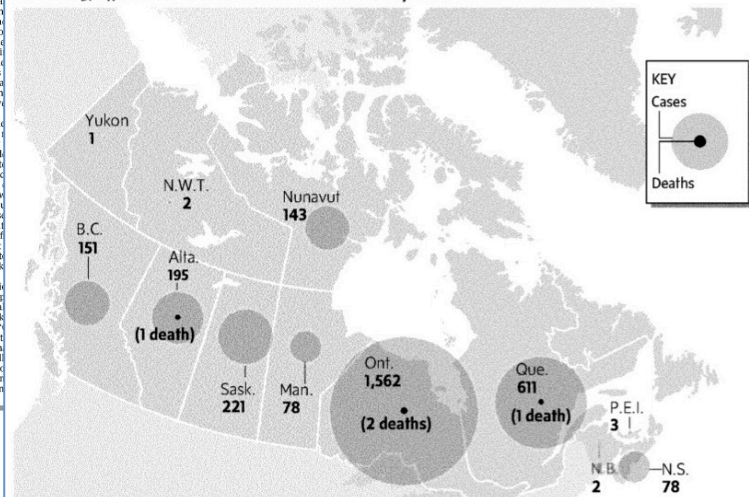 KEY
Cases
Deaths
Yukon
1
N.W.T.
2
Nunavut
143
B.C.
151
Alta.
195
(1 death)
Sask.
221
Man.
78
Ont.
1,562
(2 deaths)
Que.
611
(1 death)
P.E.I.
3
N.B.
2
N.S.
78